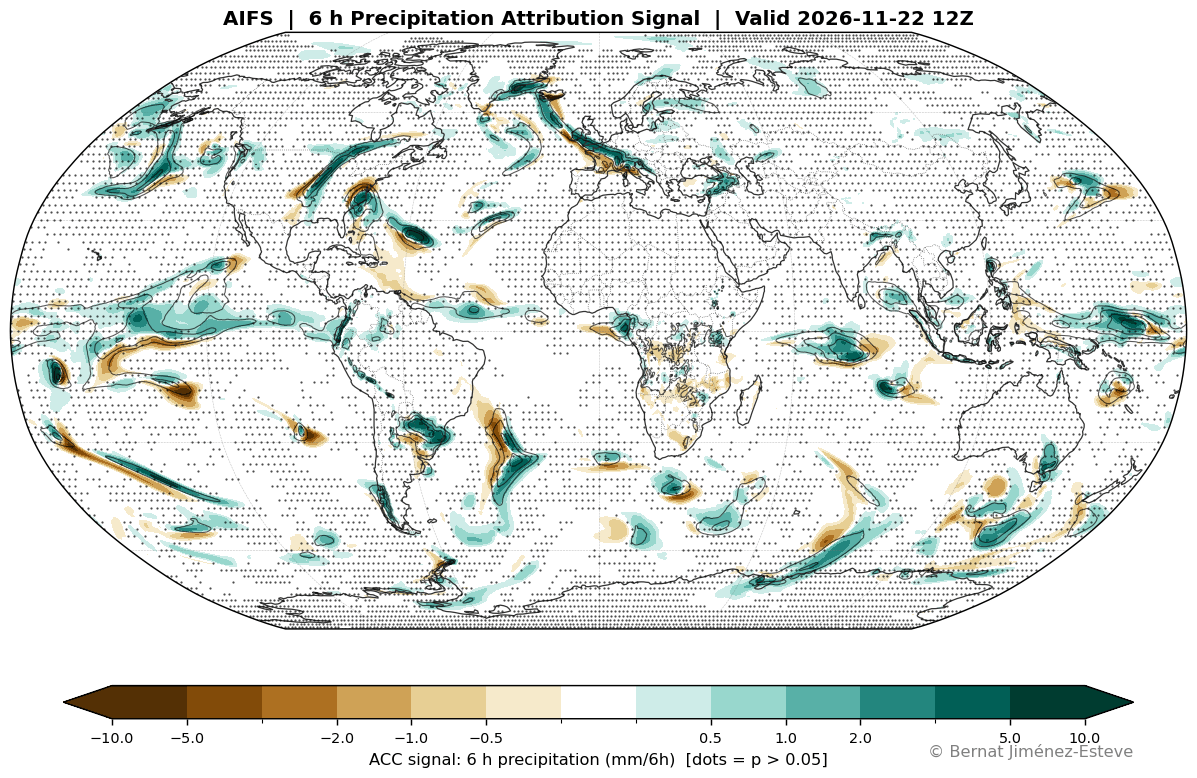 AIFS | 6 h Precipitation Attribution Signal | Valid 2026-11-22 12Z
−10.0 −5.0 −2.0 −1.0 −0.5 0.5 1.0 2.0 5.0 10.0
ACC signal: 6 h precipitation (mm/6h) [dots = p > 0.05]
© Bernat Jiménez-Esteve